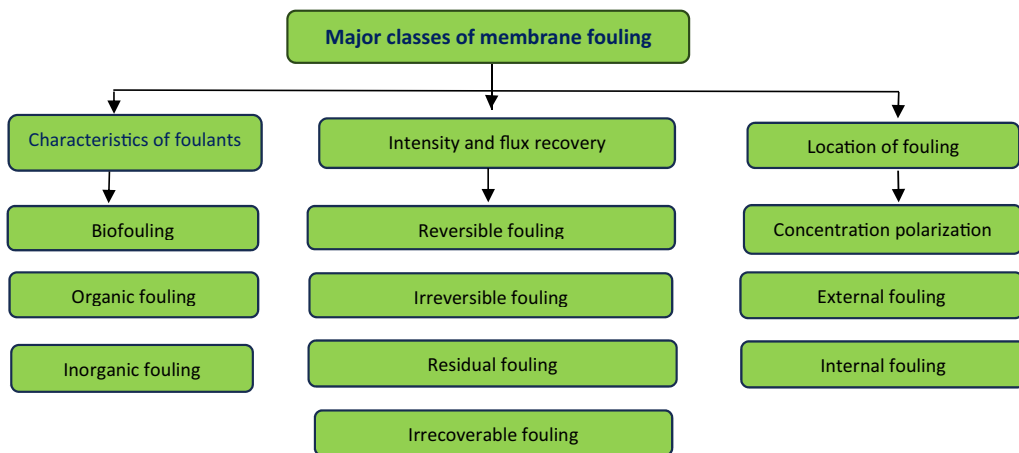 Major classes of membrane fouling
Characteristics of foulants
Biofouling
Organic fouling
Inorganic fouling
Intensity and flux recovery
Reversible fouling
Irreversible fouling
Residual fouling
Irrecoverable fouling
Location of fouling
Concentration polarization
External fouling
Internal fouling